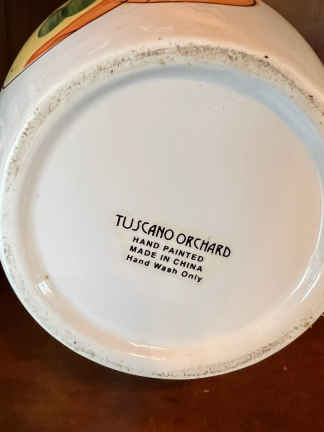 TUSCANO ORCHARD
HAND PAINTED
MADE IN CHINA
Hand Wash Only